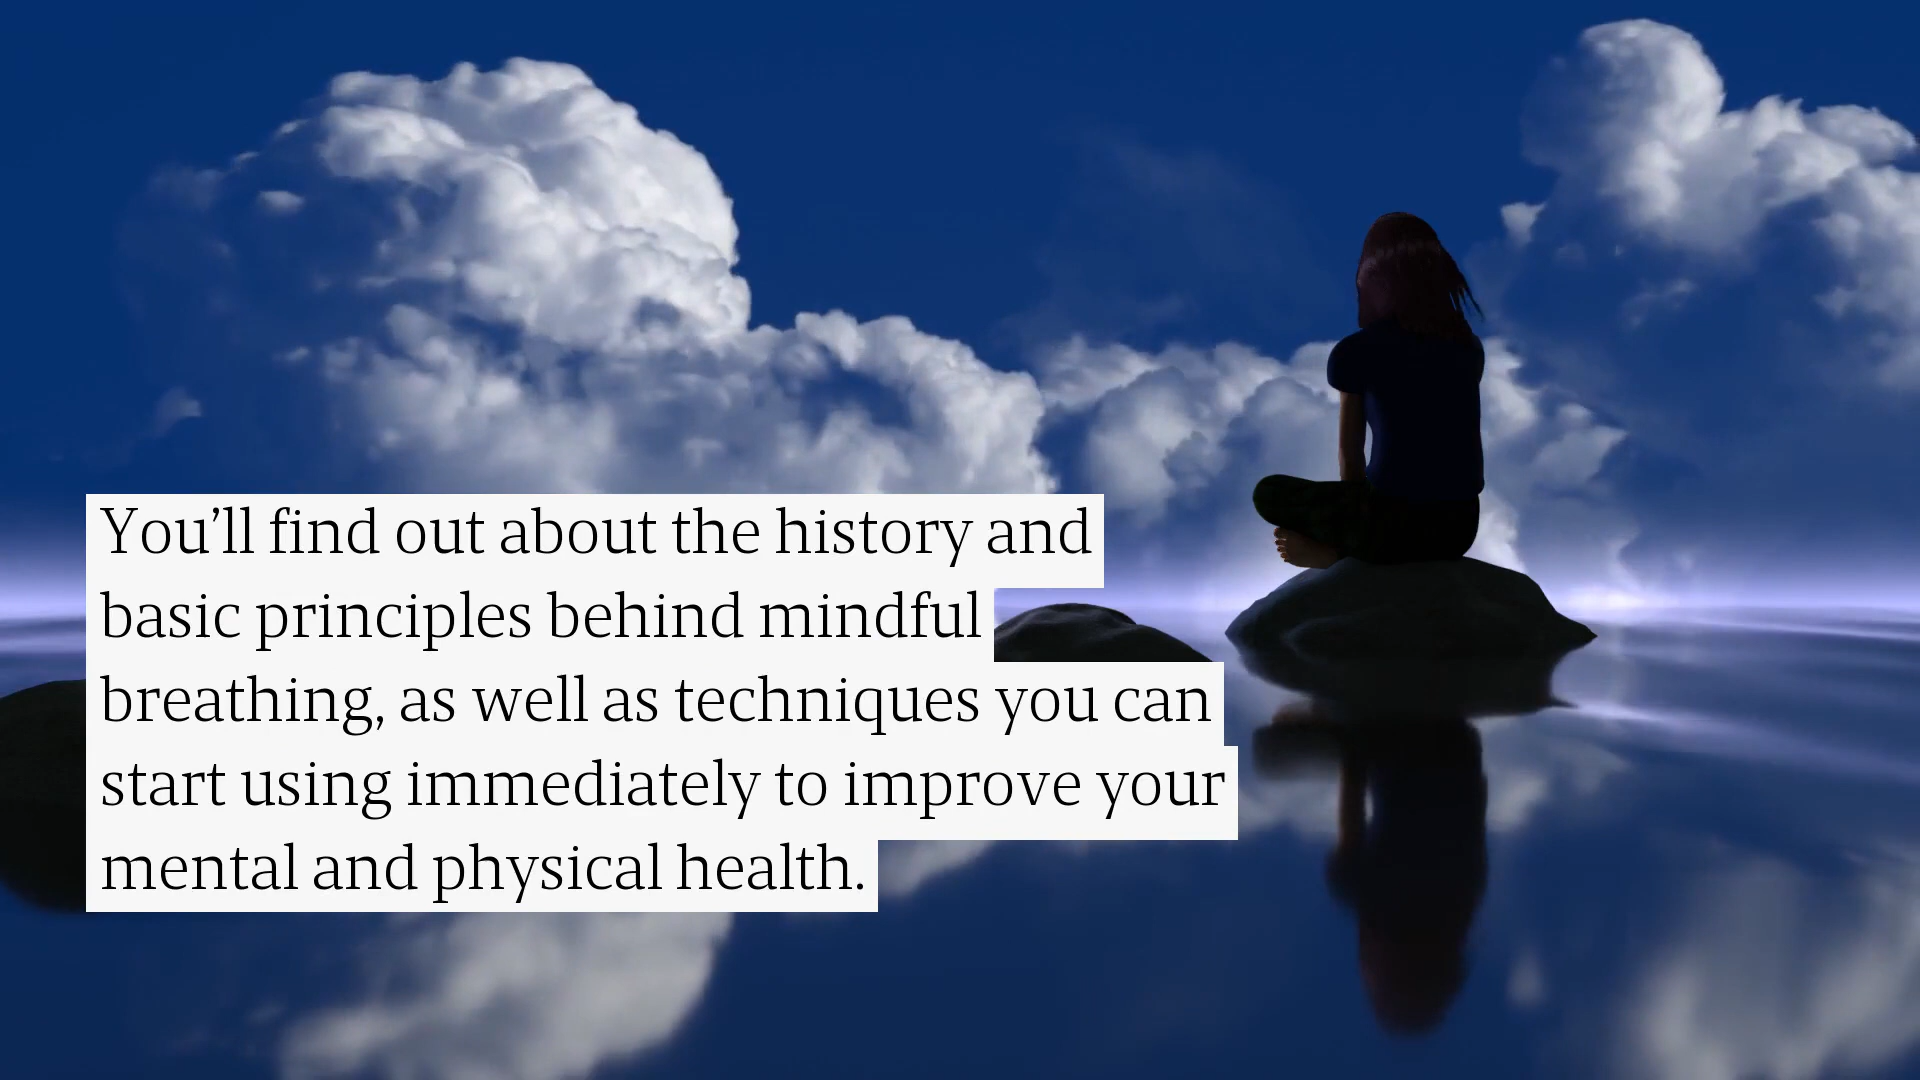 You’ll find out about the history and
basic principles behind mindful
breathing, as well as techniques you can
start using immediately to improve your
mental and physical health.